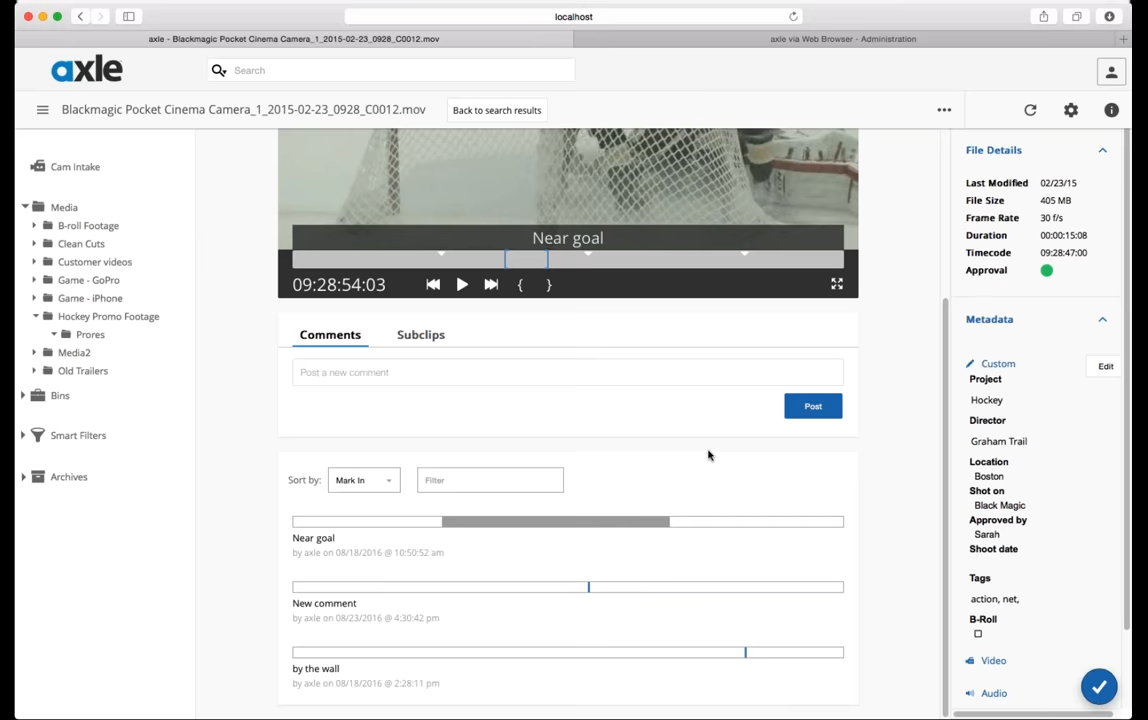 localhost
axle - Blackmagic Pocket Cinema Camera_1_2015-02-23_0928_C0012.mov
axle via Web Browser - Administration
axle
Search
Blackmagic Pocket Cinema Camera_1_2015-02-23_0928_C0012.mov
Back to search results
Cam Intake
Media
B-roll Footage
Clean Cuts
Customer videos
Game - GoPro
Game - iPhone
Hockey Promo Footage
Prores
Media2
Old Trailers
Bins
Smart Filters
Archives
Near goal
09:28:54:03
{ }
Comments Subclips
Post a new comment
Post
Sort by: Mark In Filter
Near goal
by axle on 08/18/2016 @ 10:50:52 am
New comment
by axle on 08/23/2016 @ 4:30:42 pm
by the wall
by axle on 08/18/2016 @ 2:28:11 pm
File Details
Last Modified 02/23/15
File Size 405 MB
Frame Rate 30 f/s
Duration 00:00:15:08
Timecode 09:28:47:00
Approval
Metadata
Custom Edit
Project
Hockey
Director
Graham Trail
Location
Boston
Shot on
Black Magic
Approved by
Sarah
Shoot date
Tags
action, net,
B-Roll
Video
Audio